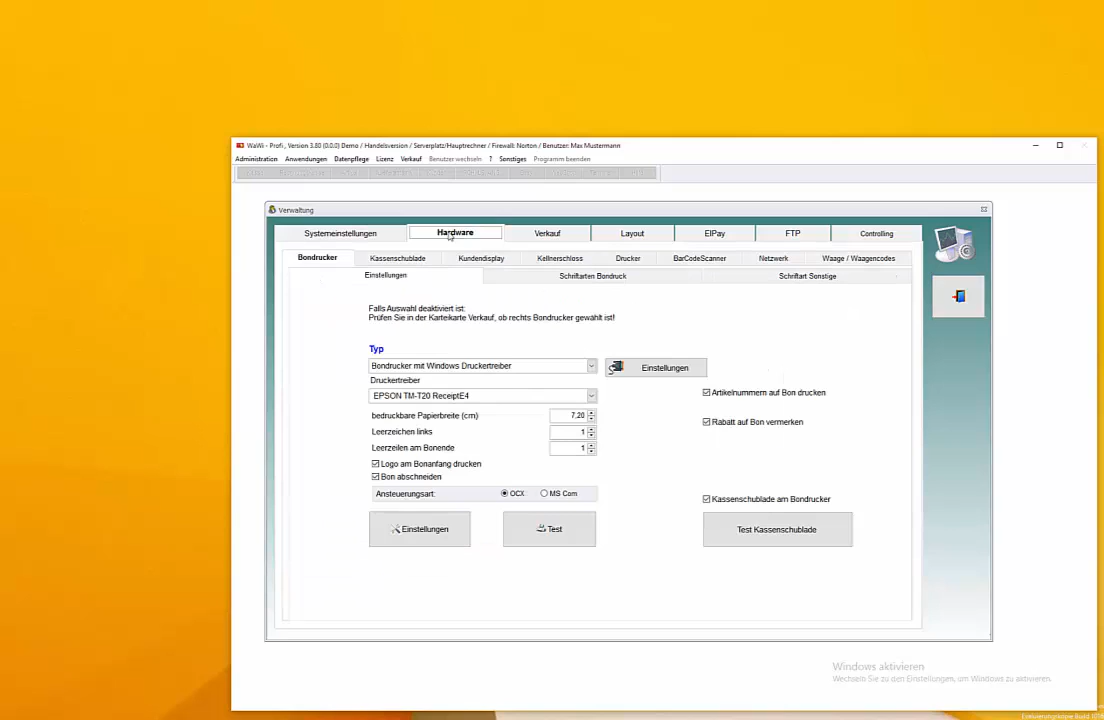 WaWi - Profi , Version 3.80 (0.0.0) Demo / Handelsversion / Serverplatz/Hauptrechner / Firewall: Norton / Benutzer: Max Mustermann
Administration Anwendungen Datenpflege Lizenz Verkauf Benutzer wechseln ? Sonstiges Programm beenden
Verwaltung
Systemeinstellungen Hardware Verkauf Layout ElPay FTP Controlling
Bondrucker Kassenschublade Kundendisplay Kellnerschloss Drucker BarCodeScanner Netzwerk Waage / Waagencodes
Einstellungen Schriftarten Bondruck Schriftart Sonstige
Falls Auswahl deaktiviert ist:
Prüfen Sie in der Karteikarte Verkauf, ob rechts Bondrucker gewählt ist!
Typ
Bondrucker mit Windows Druckertreiber Einstellungen
Druckertreiber
EPSON TM-T20 ReceiptE4 Artikelnummern auf Bon drucken
bedruckbare Papierbreite (cm) 7,20
Rabatt auf Bon vermerken
Leerzeichen links 1
Leerzeilen am Bonende 1
Logo am Bonanfang drucken
Bon abschneiden
Ansteuerungsart: OCX MS Com
Kassenschublade am Bondrucker
Einstellungen Test Test Kassenschublade
Windows aktivieren
Wechseln Sie zu den Einstellungen, um Windows zu aktivieren.